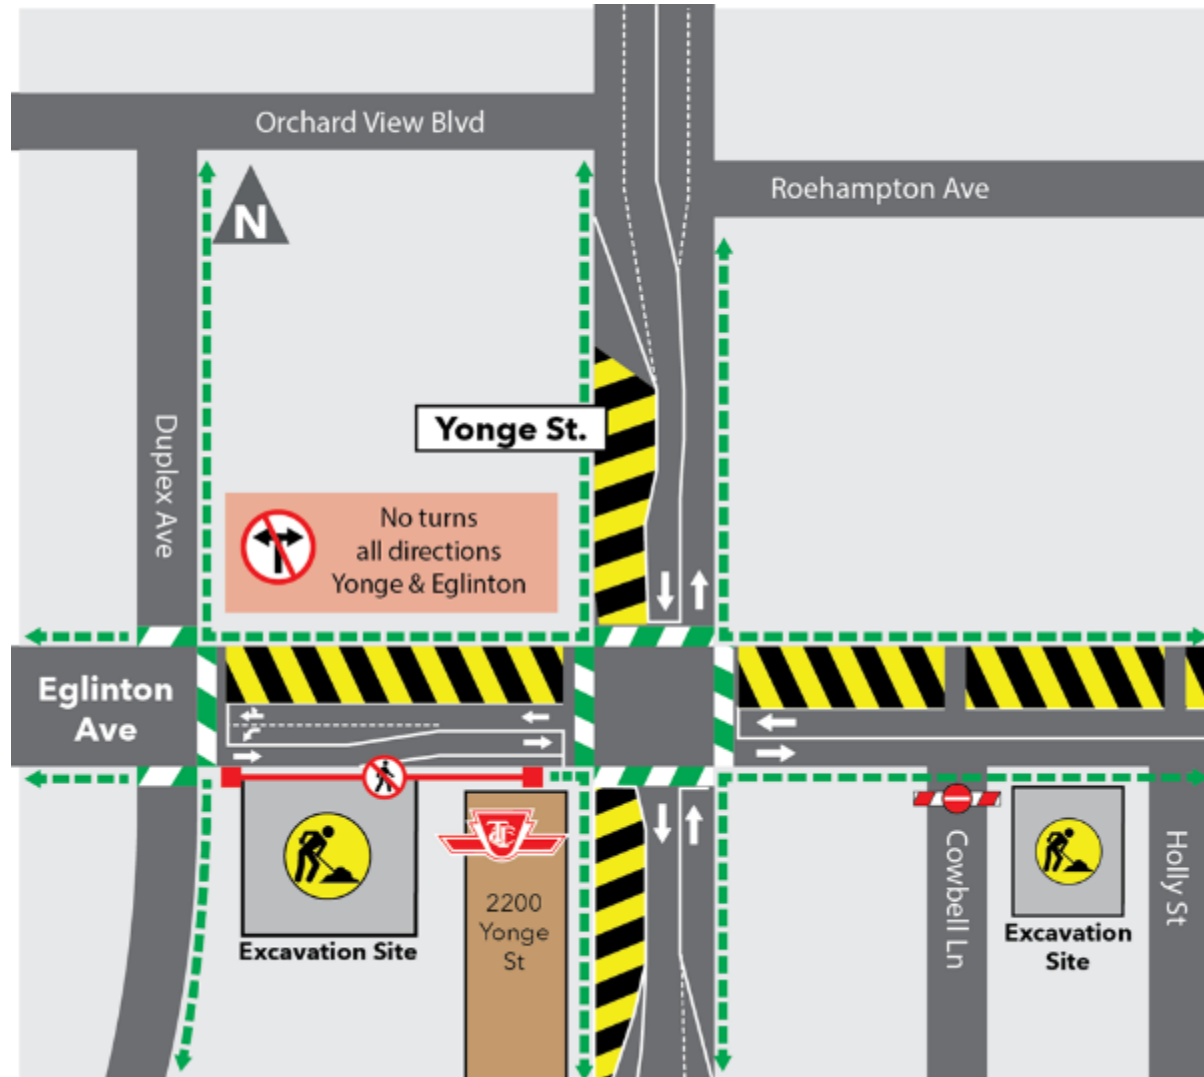 Orchard View Blvd
Roehampton Ave
N
Yonge St.
Duplex Ave
No turns
all directions
Yonge & Eglinton
Eglinton
Ave
TTC
2200
Yonge
St
Excavation Site
Cowbell Ln
Excavation
Site
Holly St